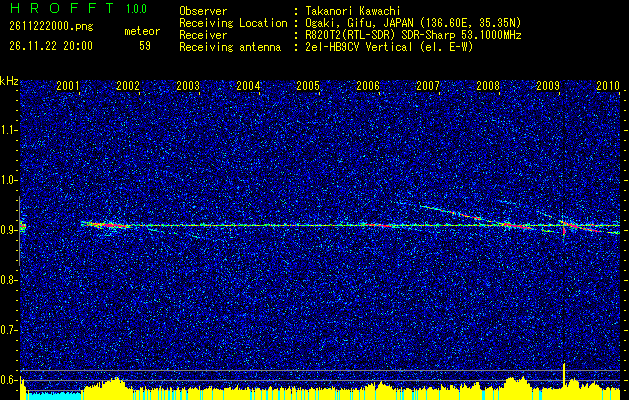 HROFFT 1.0.0
2611222000.png
meteor
26.11.22 20:00 59
Observer : Takanori Kawachi
Receiving Location : Ogaki, Gifu, JAPAN (136.60E, 35.35N)
Receiver : R820T2(RTL-SDR) SDR-Sharp 53.1000MHz
Receiving antenna : 2el-HB9CV Vertical (el. E-W)
kHz 2001 2002 2003 2004 2005 2006 2007 2008 2009 2010
1.1
1.0
0.9
0.8
0.7
0.6